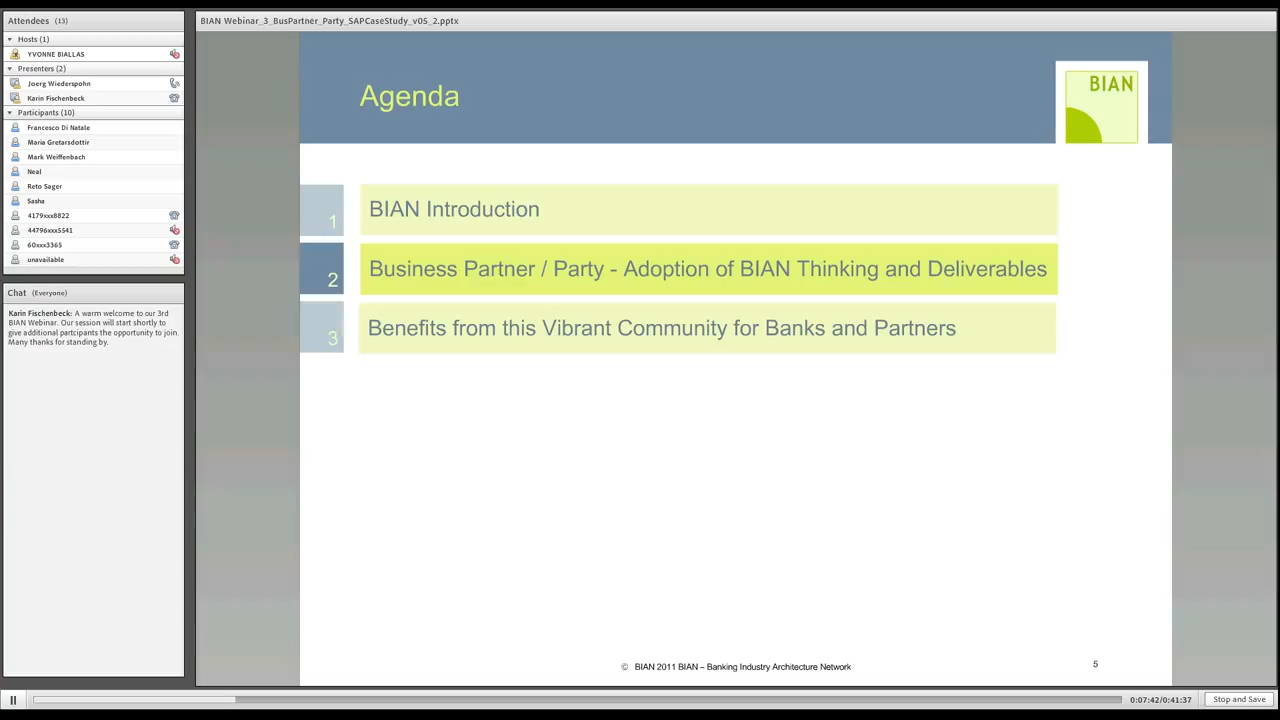 Attendees (13)
Hosts (1)
YVONNE BIALLAS
Presenters (2)
Joerg Wiederspohn
Karin Fischenbeck
Participants (10)
Francesco Di Natale
Maria Gretarsdottir
Mark Weiffenbach
Neal
Reto Sager
Sasha
4179xxx8822
44796xxx5541
60xxx3365
unavailable
Chat (Everyone)
Karin Fischenbeck: A warm welcome to our 3rd
BIAN Webinar. Our session will start shortly to
give additional partcipants the opportunity to join.
Many thanks for standing by.
BIAN Webinar_3_BusPartner_Party_SAPCaseStudy_v05_2.pptx
Agenda
BIAN
1 BIAN Introduction
2 Business Partner / Party - Adoption of BIAN Thinking and Deliverables
3 Benefits from this Vibrant Community for Banks and Partners
© BIAN 2011 BIAN – Banking Industry Architecture Network
5
0:07:42/0:41:37
Stop and Save